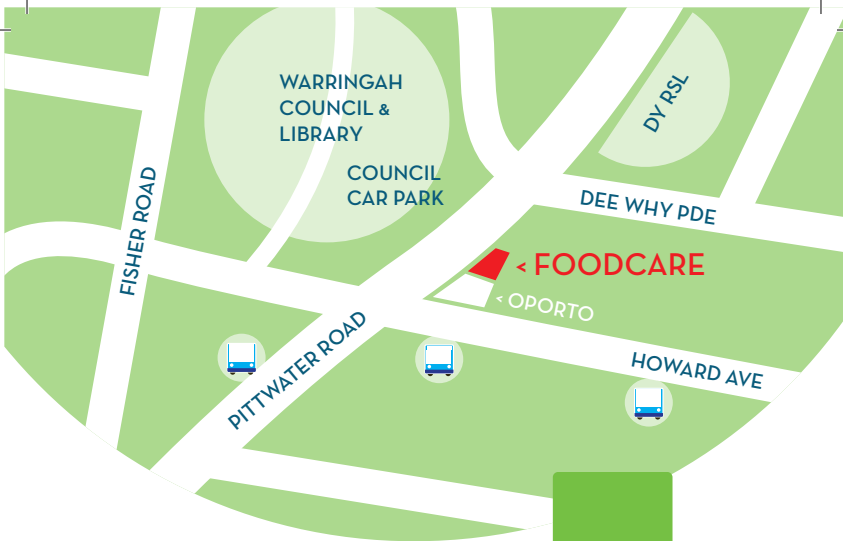 WARRINGAH
COUNCIL &
LIBRARY
COUNCIL
CAR PARK
DY RSL
FISHER ROAD
DEE WHY PDE
< FOODCARE
< OPORTO
PITTWATER ROAD
HOWARD AVE